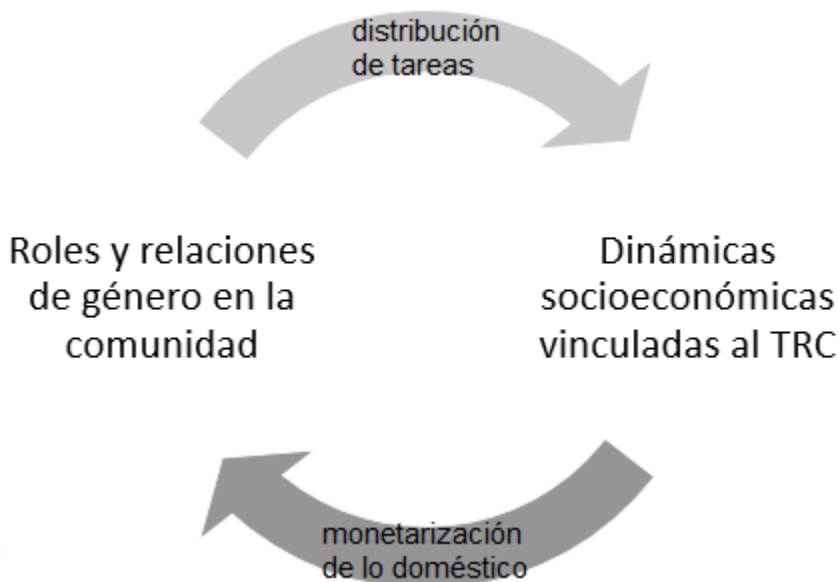 distribución
de tareas
Roles y relaciones
de género en la
comunidad
Dinámicas
socioeconómicas
vinculadas al TRC
monetarización
de lo doméstico